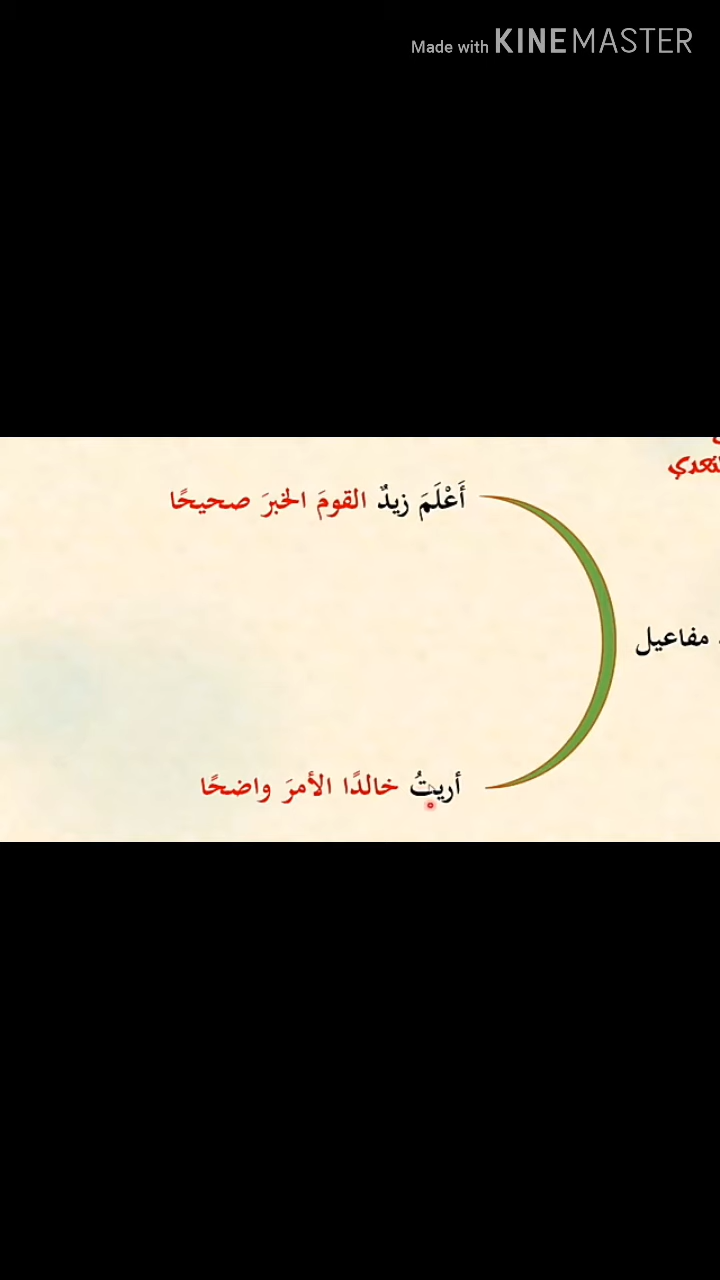 Made with KINEMASTER
أَعْلَمَ زيدٌ القومَ الخبرَ صحيحًا
مفاعيل
أريتُ خالدًا الأمرَ واضحًا